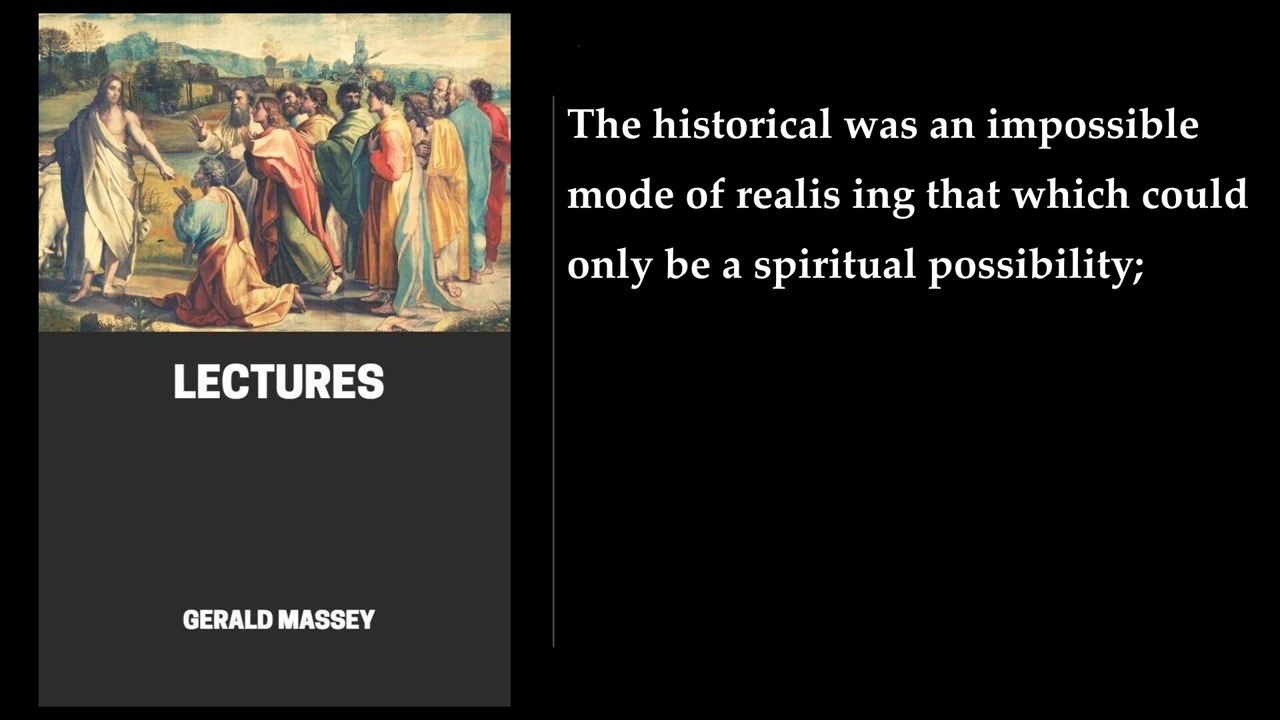 The historical was an impossible
mode of realis ing that which could
only be a spiritual possibility;
LECTURES
GERALD MASSEY